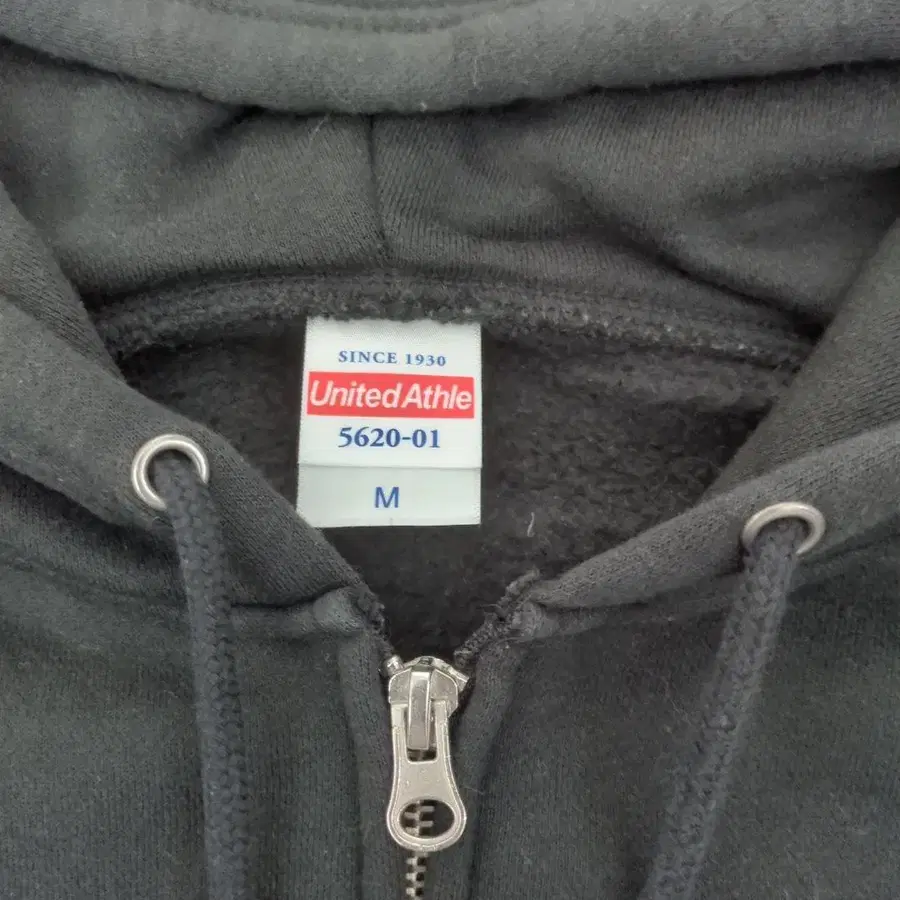 SINCE 1930
United Athle
5620-01
M